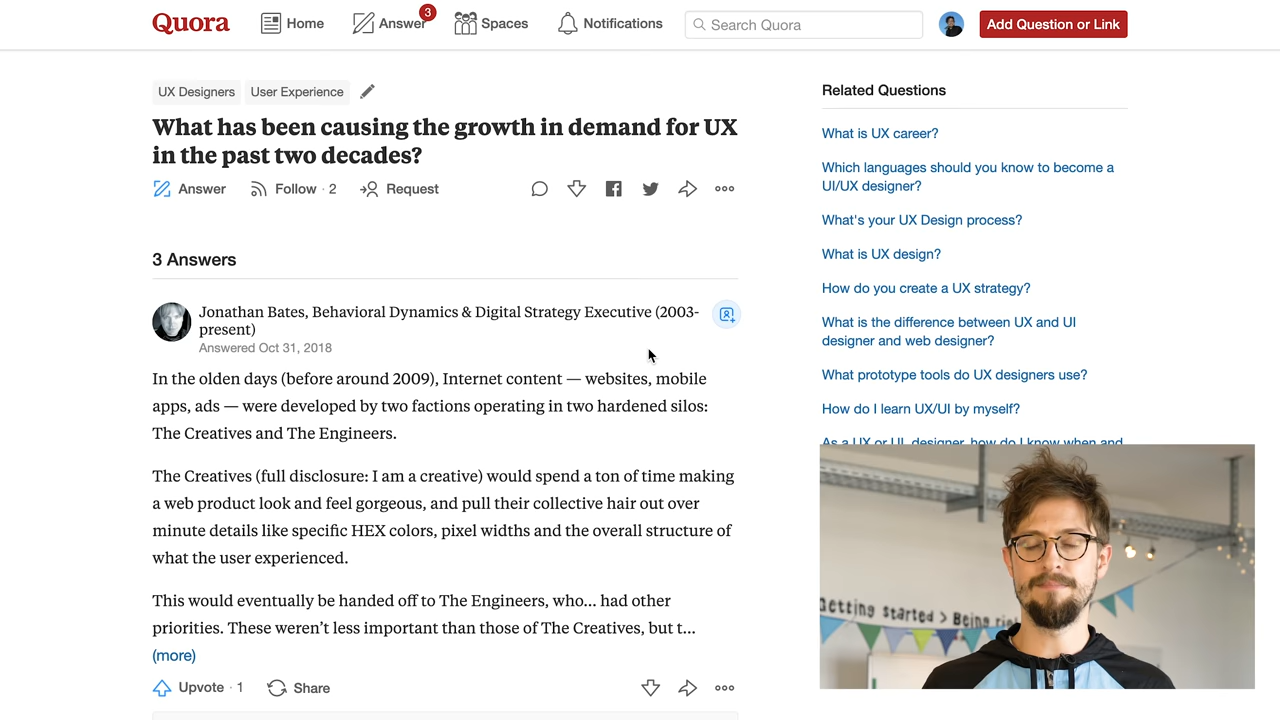 Quora
Home
Answer
3
Spaces
Notifications
Search Quora
Add Question or Link
UX Designers
User Experience
What has been causing the growth in demand for UX
in the past two decades?
Answer
Follow · 2
Request
3 Answers
Jonathan Bates, Behavioral Dynamics & Digital Strategy Executive (2003-
present)
Answered Oct 31, 2018
In the olden days (before around 2009), Internet content — websites, mobile
apps, ads — were developed by two factions operating in two hardened silos:
The Creatives and The Engineers.
The Creatives (full disclosure: I am a creative) would spend a ton of time making
a web product look and feel gorgeous, and pull their collective hair out over
minute details like specific HEX colors, pixel widths and the overall structure of
what the user experienced.
This would eventually be handed off to The Engineers, who... had other
priorities. These weren’t less important than those of The Creatives, but t...
(more)
Upvote · 1
Share
Related Questions
What is UX career?
Which languages should you know to become a
UI/UX designer?
What's your UX Design process?
What is UX design?
How do you create a UX strategy?
What is the difference between UX and UI
designer and web designer?
What prototype tools do UX designers use?
How do I learn UX/UI by myself?
As a UX or UI designer, how do I know when and
Getting started > Being